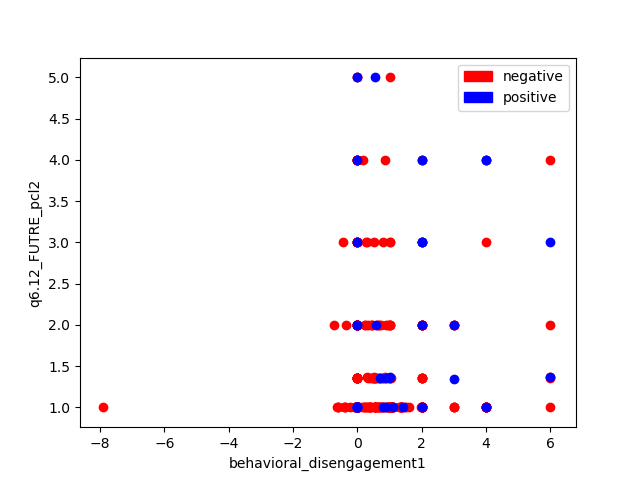 negative
positive
5.0
4.5
4.0
3.5
3.0
2.5
2.0
1.5
1.0
q6.12_FUTRE_pcl2
−8 −6 −4 −2 0 2 4 6
behavioral_disengagement1